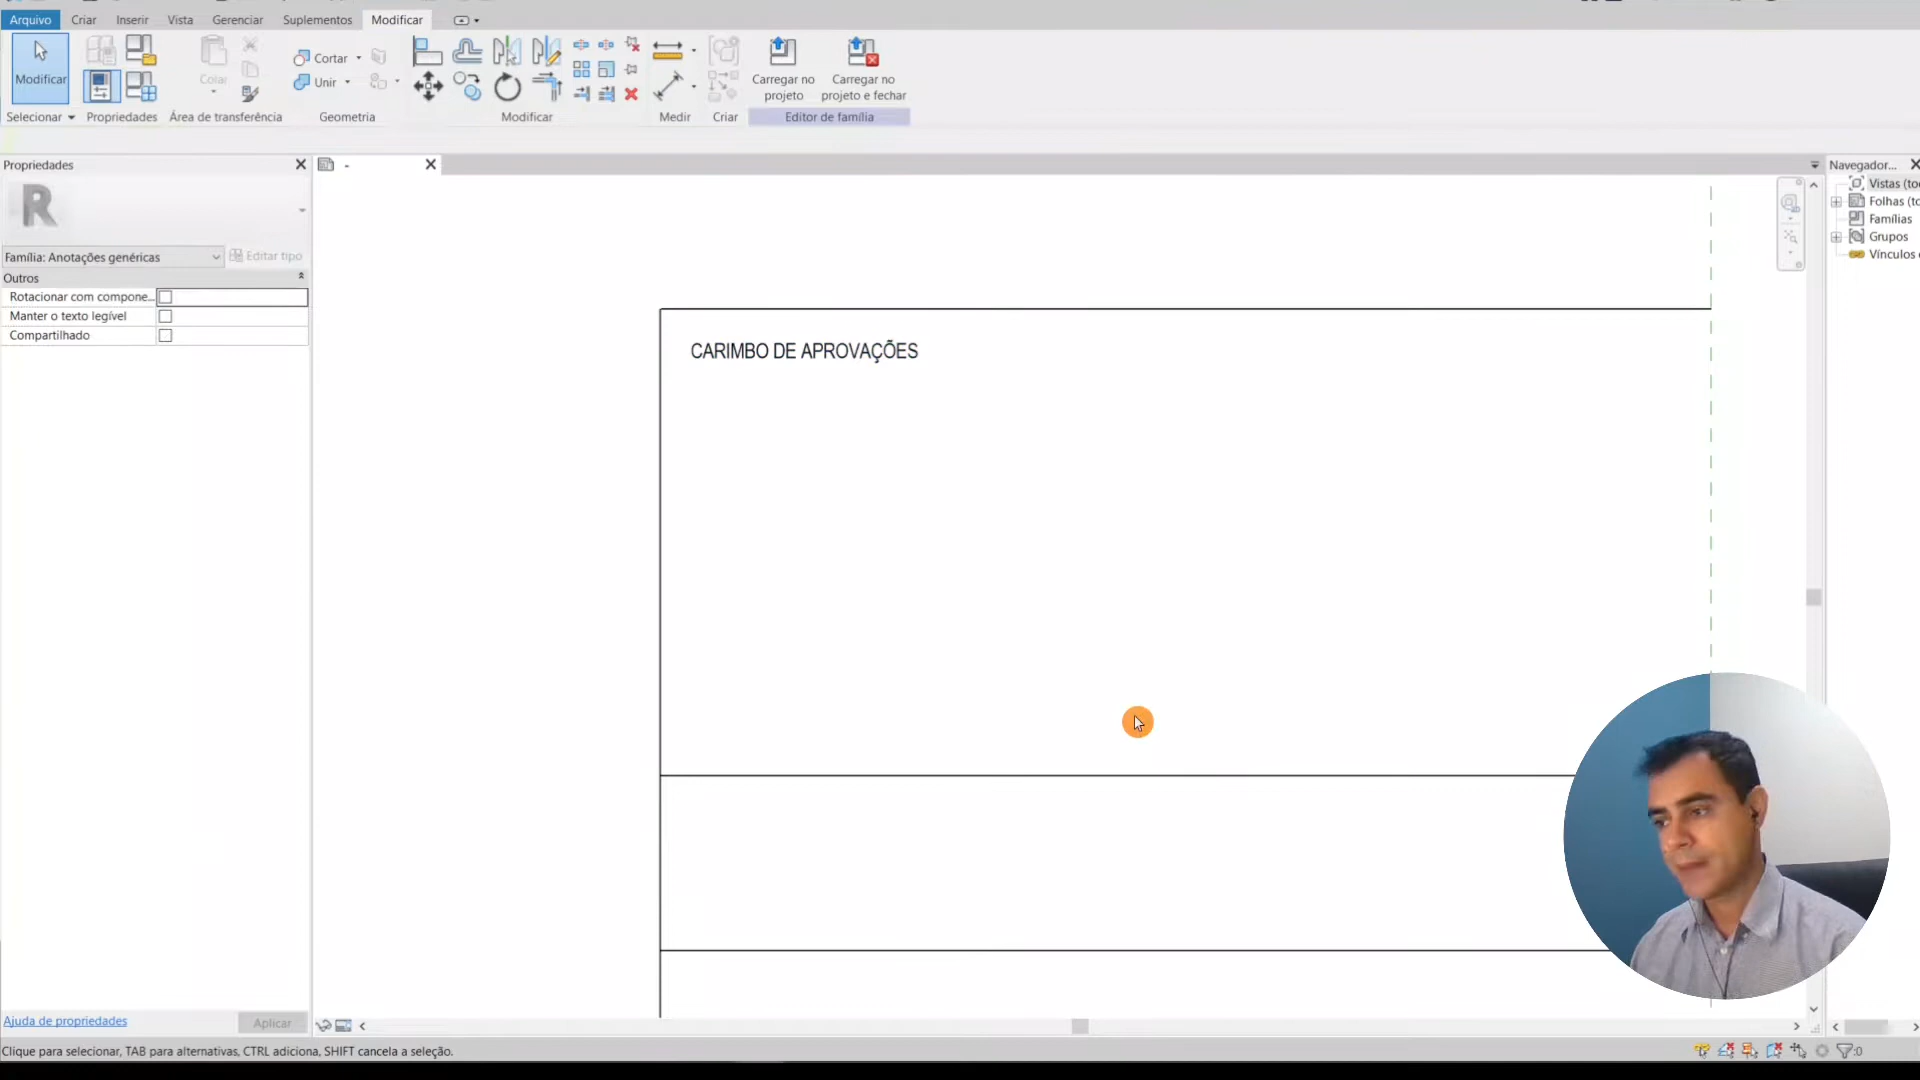 Arquivo Criar Inserir Vista Gerenciar Suplementos Modificar
Modificar
Colar
Cortar
Unir
Carregar no
projeto
Carregar no
projeto e fechar
Selecionar Propriedades Área de transferência Geometria Modificar Medir Criar Editor de família
Propriedades
-
Navegador...
R
Família: Anotações genéricas
Editar tipo
Outros
Rotacionar com compone...
Manter o texto legível
Compartilhado
CARIMBO DE APROVAÇÕES
Vistas (to
Folhas (to
Famílias
Grupos
Vínculos
Ajuda de propriedades
Aplicar
Clique para selecionar, TAB para alternativas, CTRL adiciona, SHIFT cancela a seleção.
:0